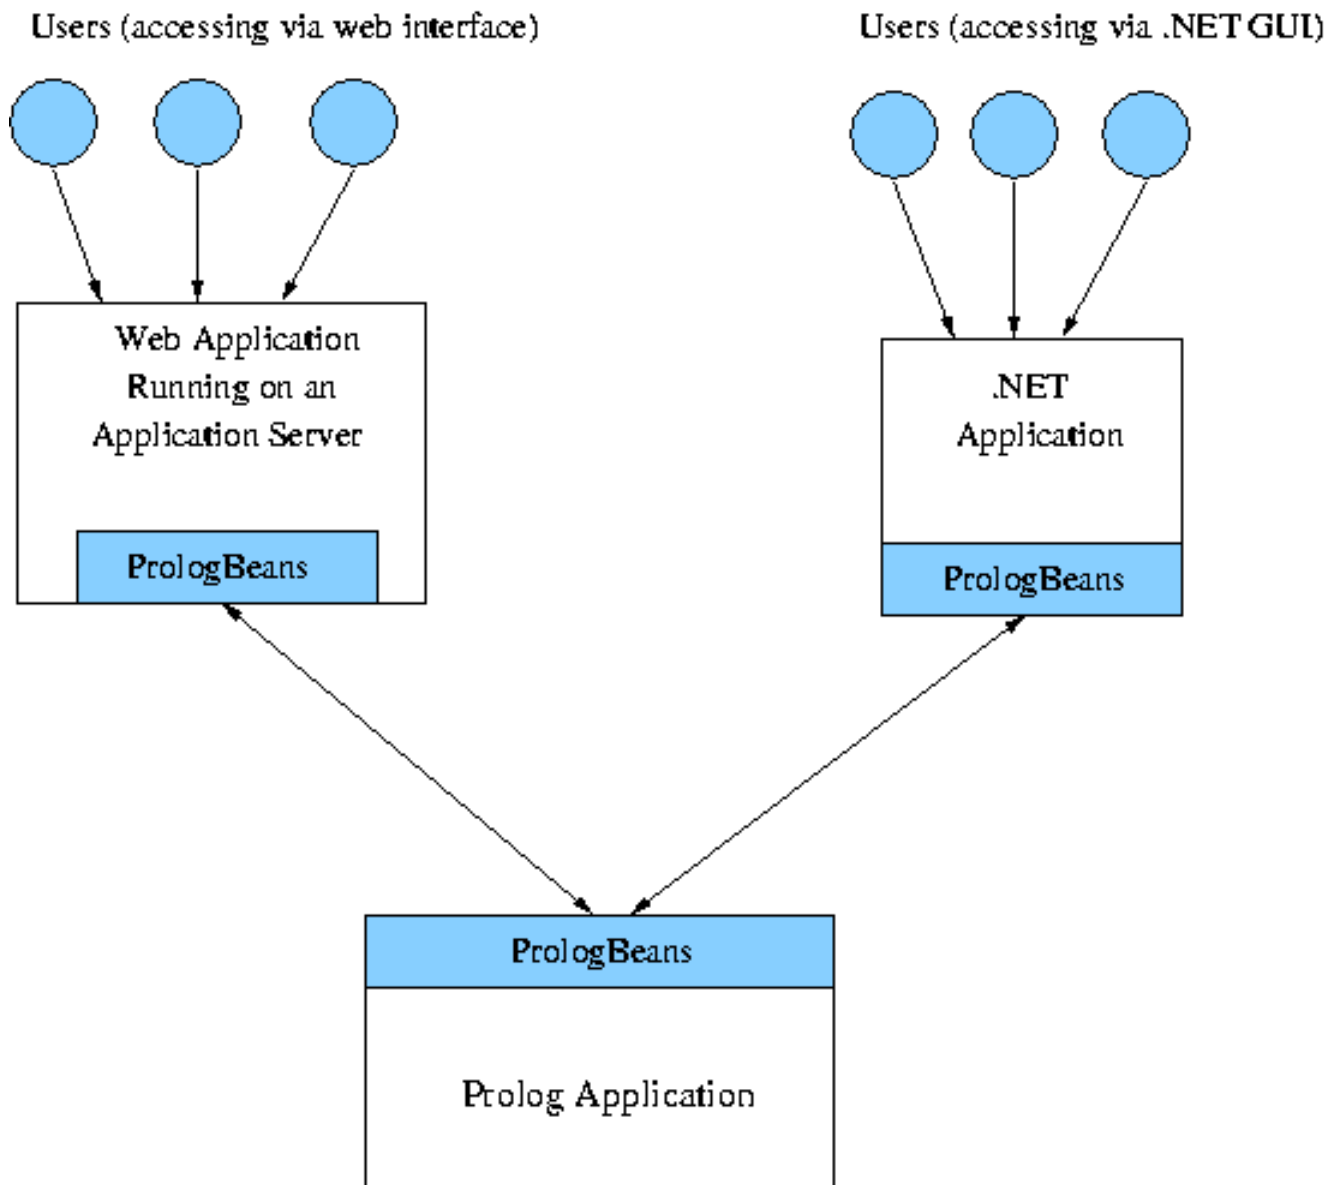 Users (accessing via web interface)
Users (accessing via .NET GUI)
Web Application
Running on an
Application Server
PrologBeans
.NET
Application
PrologBeans
PrologBeans
Prolog Application